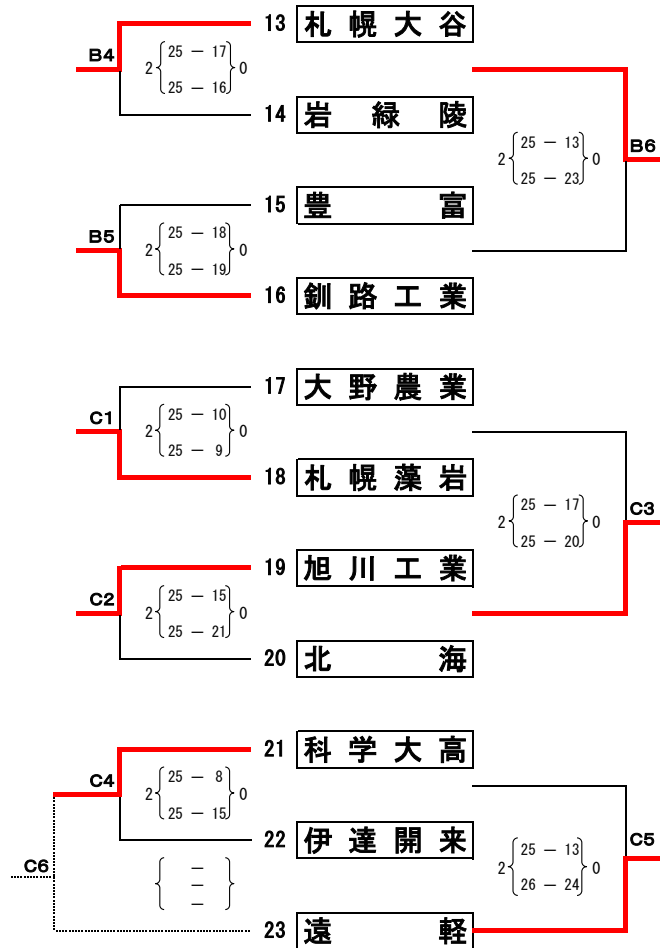 13 札幌大谷
B4
2 25 － 17 0
25 － 16
14 岩緑陵
B6
2 25 － 13 0
25 － 23
15 豊富
B5
2 25 － 18 0
25 － 19
16 釧路工業
17 大野農業
C1
2 25 － 10 0
25 － 9
18 札幌藻岩
C3
2 25 － 17 0
25 － 20
19 旭川工業
C2
2 25 － 15 0
25 － 21
20 北海
21 科学大高
C4
2 25 － 8 0
25 － 15
22 伊達開来
C5
2 25 － 13 0
26 － 24
C6
－
－
－
23 遠軽